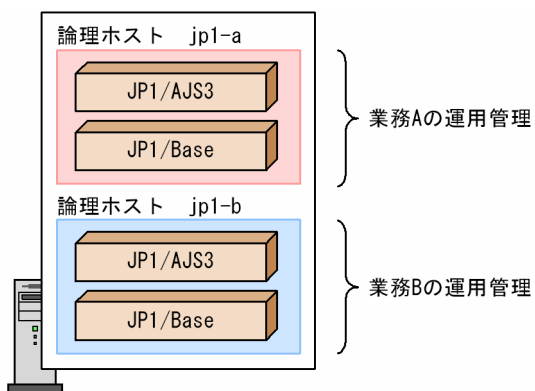 論理ホスト jp1-a
JP1/AJS3
JP1/Base
業務Aの運用管理
論理ホスト jp1-b
JP1/AJS3
JP1/Base
業務Bの運用管理